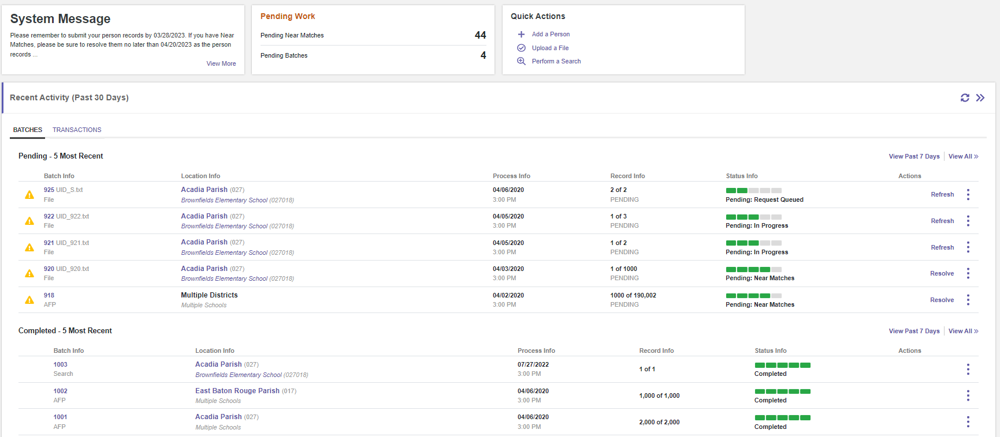 System Message
Please remember to submit your person records by 03/28/2023. If you have Near
Matches, please be sure to resolve them no later than 04/20/2023 as the person
records ...
View More
Pending Work
Pending Near Matches 44
Pending Batches 4
Quick Actions
Add a Person
Upload a File
Perform a Search
Recent Activity (Past 30 Days)
BATCHES TRANSACTIONS
Pending - 5 Most Recent View Past 7 Days View All »
Batch Info Location Info Process Info Record Info Status Info Actions
925 UID_S.txt Acadia Parish (027) 04/06/2020 2 of 2
File Brownfields Elementary School (027018) 3:00 PM PENDING Pending: Request Queued Refresh
922 UID_922.txt Acadia Parish (027) 04/05/2020 1 of 3
File Brownfields Elementary School (027018) 3:00 PM PENDING Pending: In Progress Refresh
921 UID_921.txt Acadia Parish (027) 04/05/2020 1 of 2
File Brownfields Elementary School (027018) 3:00 PM PENDING Pending: In Progress Refresh
920 UID_920.txt Acadia Parish (027) 04/03/2020 1 of 1000
File Brownfields Elementary School (027018) 3:00 PM PENDING Pending: Near Matches Resolve
918 Multiple Districts 04/02/2020 1000 of 190,002
AFP Multiple Schools 3:00 PM PENDING Pending: Near Matches Resolve
Completed - 5 Most Recent View Past 7 Days View All »
Batch Info Location Info Process Info Record Info Status Info Actions
1003 Acadia Parish (027) 07/27/2022 1 of 1
Search Brownfields Elementary School (027018) 3:00 PM Completed
1002 East Baton Rouge Parish (017) 04/06/2020 1,000 of 1,000
AFP Multiple Schools 3:00 PM Completed
1001 Acadia Parish (027) 04/06/2020 2,000 of 2,000
AFP Multiple Schools 3:00 PM Completed